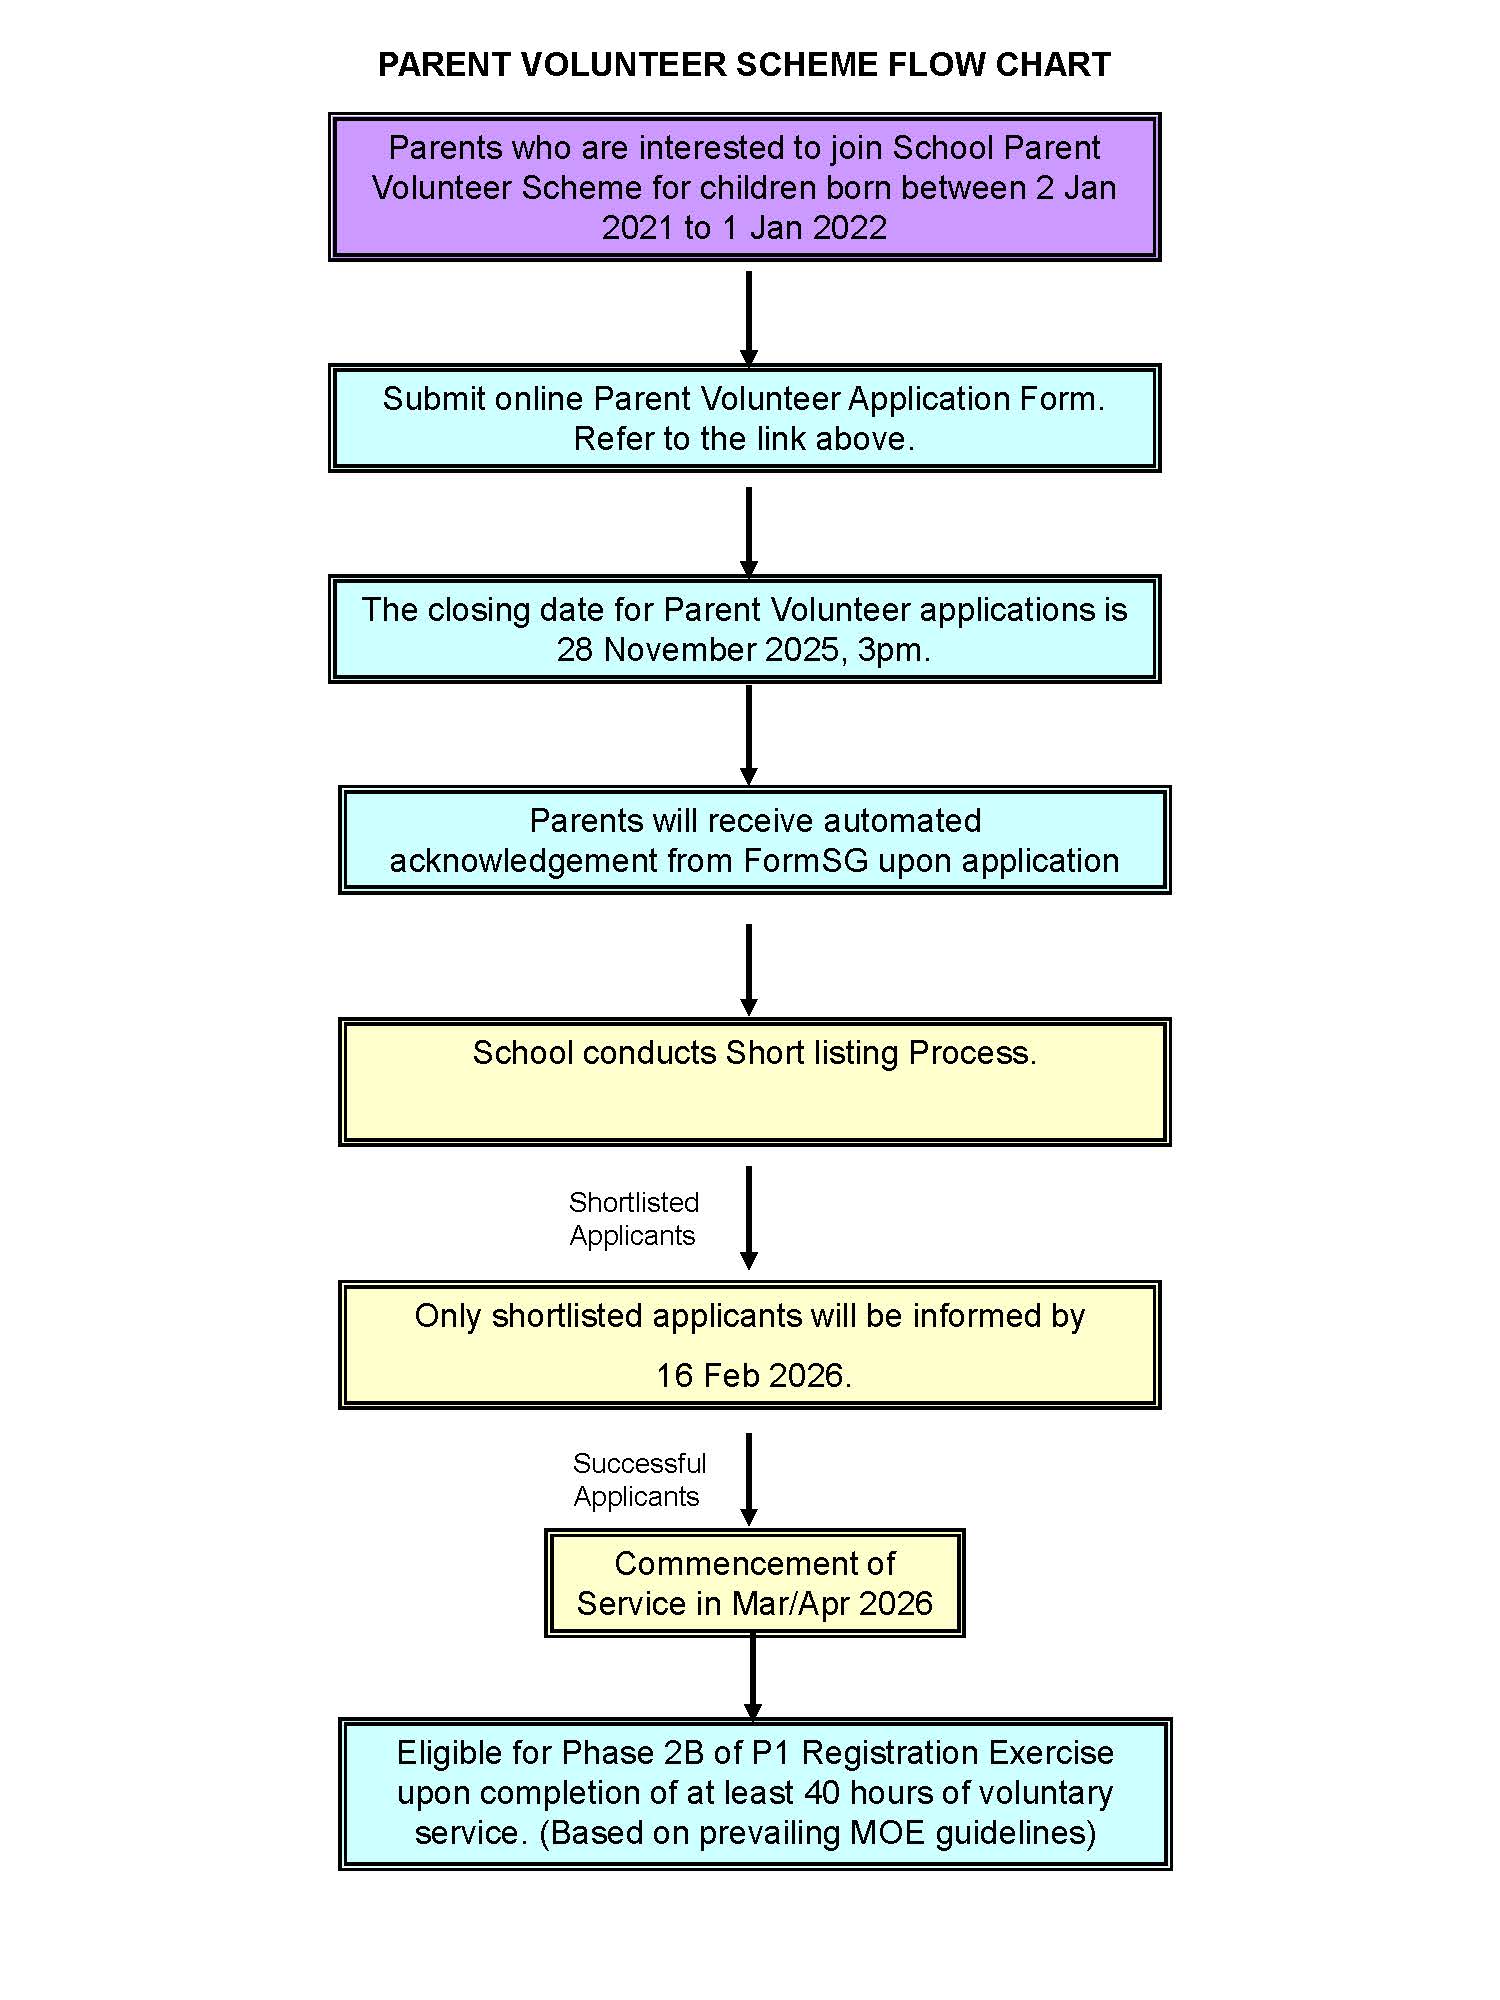 PARENT VOLUNTEER SCHEME FLOW CHART
Parents who are interested to join School Parent
Volunteer Scheme for children born between 2 Jan
2021 to 1 Jan 2022
Submit online Parent Volunteer Application Form.
Refer to the link above.
The closing date for Parent Volunteer applications is
28 November 2025, 3pm.
Parents will receive automated
acknowledgement from FormSG upon application
School conducts Short listing Process.
Shortlisted
Applicants
Only shortlisted applicants will be informed by
16 Feb 2026.
Successful
Applicants
Commencement of
Service in Mar/Apr 2026
Eligible for Phase 2B of P1 Registration Exercise
upon completion of at least 40 hours of voluntary
service. (Based on prevailing MOE guidelines)